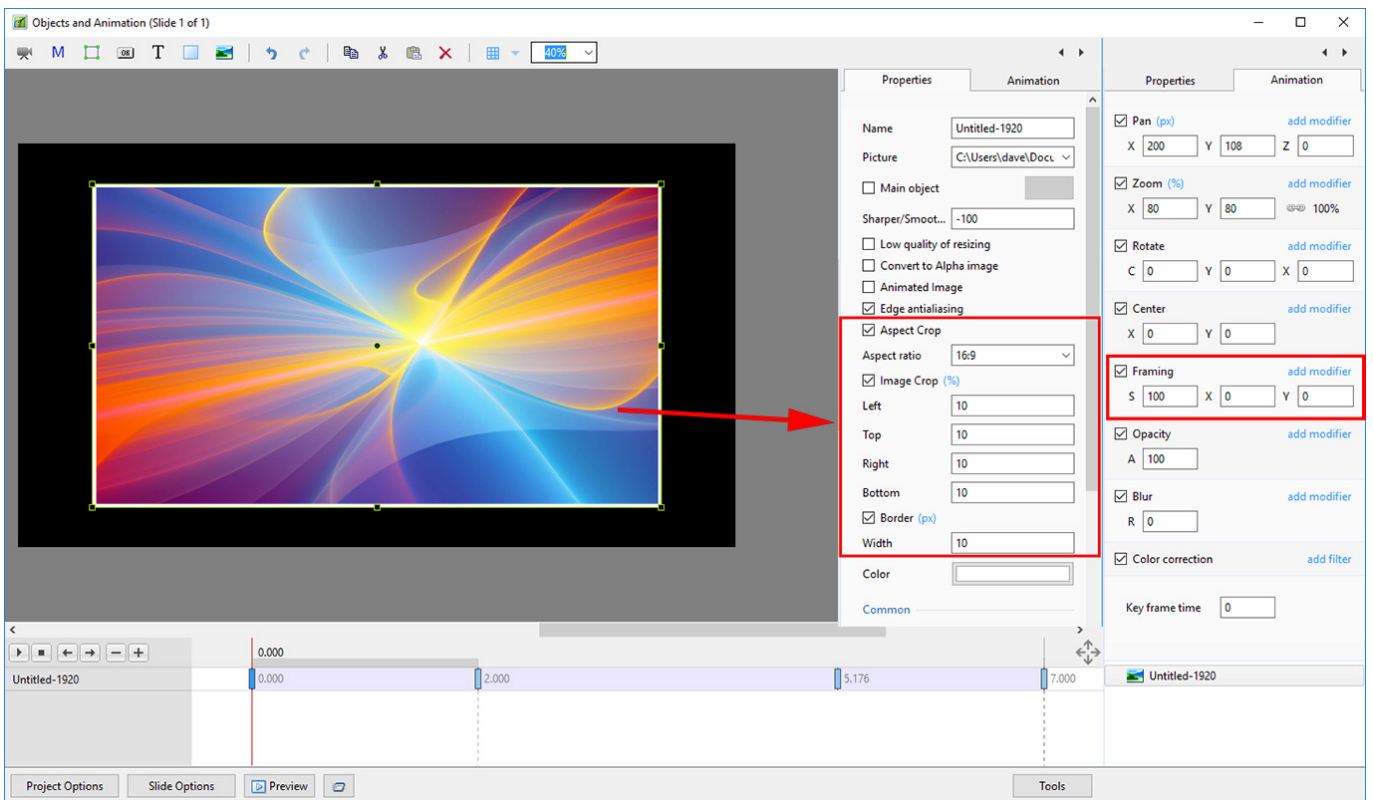 Objects and Animation (Slide 1 of 1)
M OK T 40%
Properties Animation
Name Untitled-1920
Picture C:\Users\dave\Docu
Main object
Sharper/Smoot... -100
Low quality of resizing
Convert to Alpha image
Animated Image
Edge antialiasing
Aspect Crop
Aspect ratio 16:9
Image Crop (%)
Left 10
Top 10
Right 10
Bottom 10
Border (px)
Width 10
Color
Common
Properties Animation
Pan (px) add modifier
X 200 Y 108 Z 0
Zoom (%) add modifier
X 80 Y 80 100%
Rotate add modifier
C 0 Y 0 X 0
Center add modifier
X 0 Y 0
Framing add modifier
S 100 X 0 Y 0
Opacity add modifier
A 100
Blur add modifier
R 0
Color correction add filter
Key frame time 0
Untitled-1920
0.000
Untitled-1920 0.000 2.000 5.176 7.000
Project Options Slide Options Preview Tools